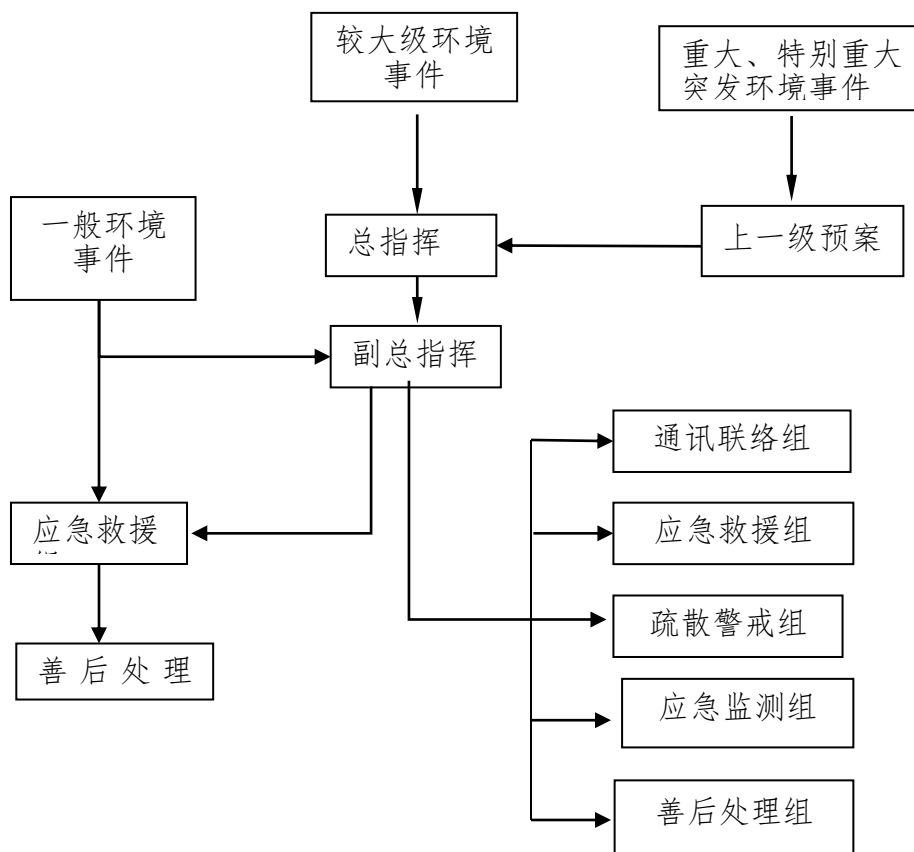 较大级环境
事件
重大、特别重大
突发环境事件
一般环境
事件
总指挥
上一级预案
副总指挥
通讯联络组
应急救援
应急救援组
疏散警戒组
善后处理
应急监测组
善后处理组